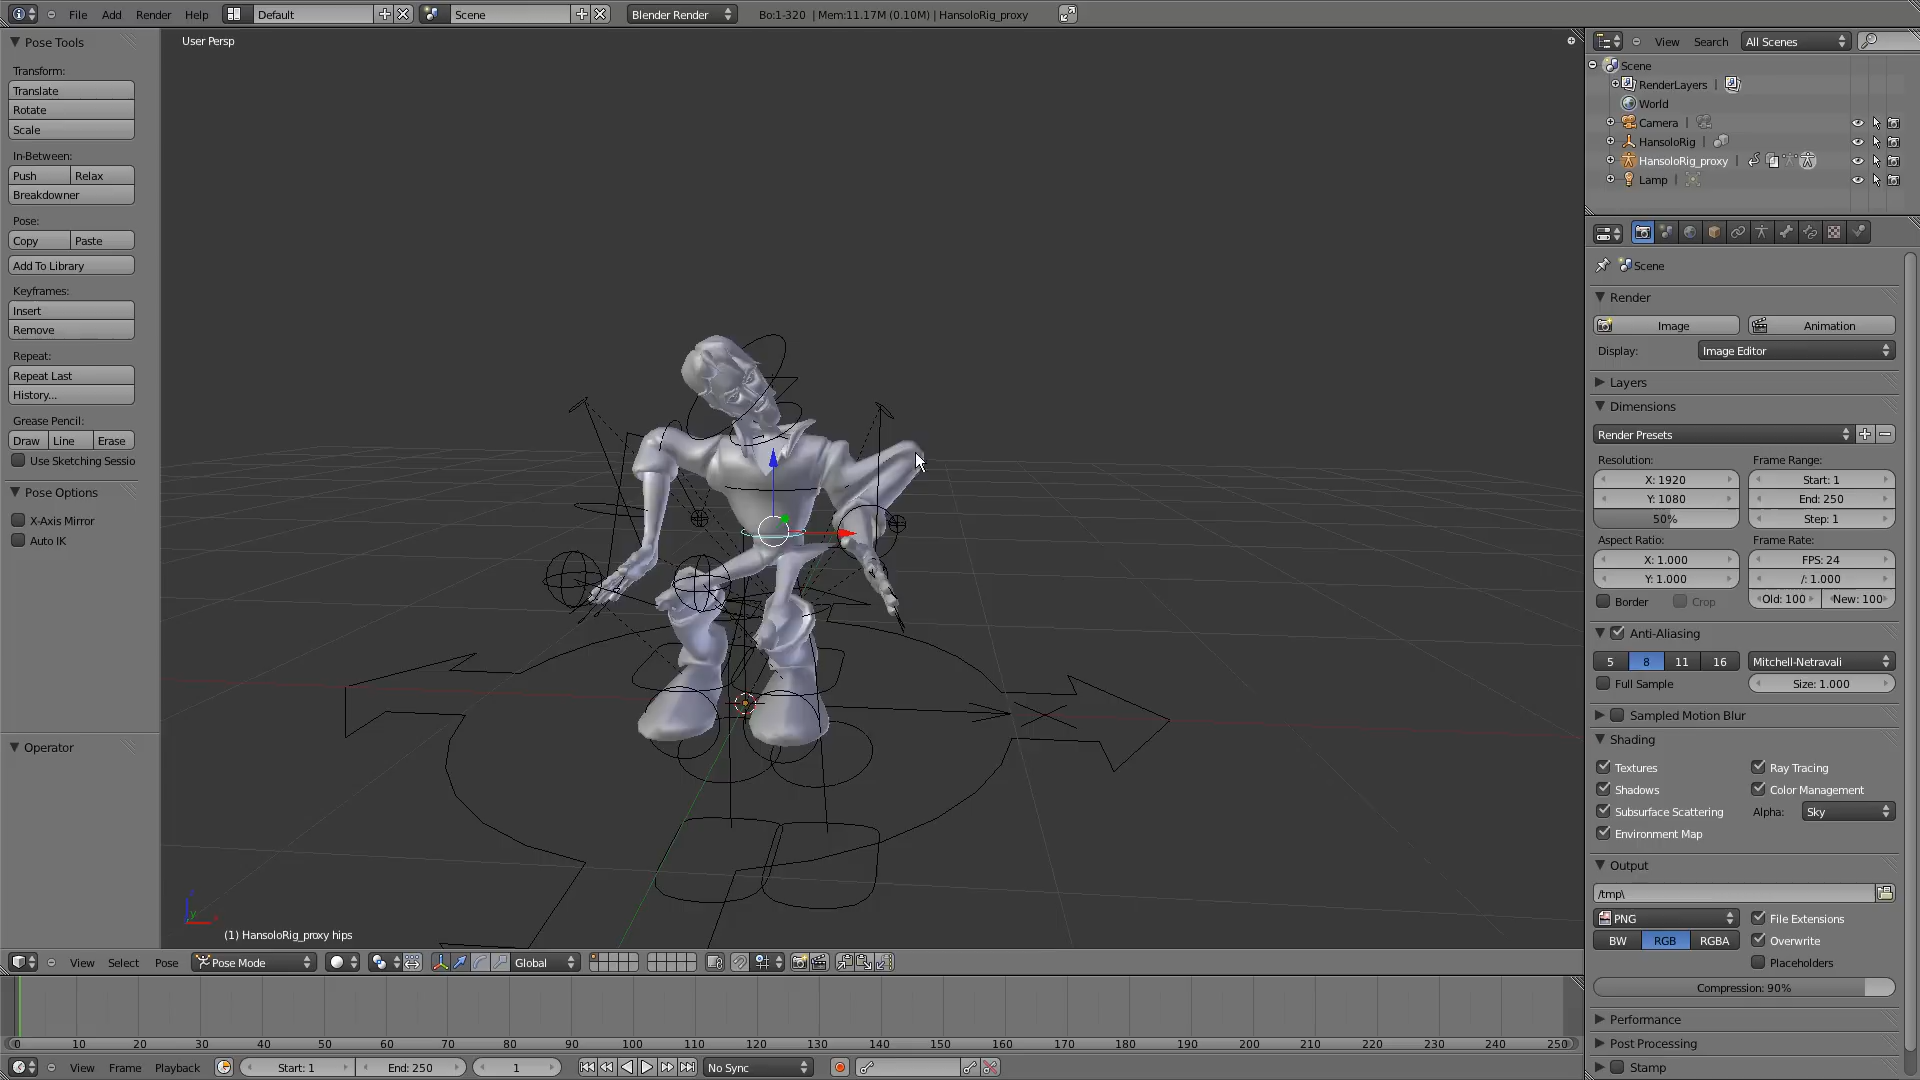 File Add Render Help Default Scene Blender Render Bo:1-320 | Mem:11.17M (0.10M) | HansoloRig_proxy
Pose Tools
Transform:
Translate
Rotate
Scale
In-Between:
Push Relax
Breakdowner
Pose:
Copy Paste
Add To Library
Keyframes:
Insert
Remove
Repeat:
Repeat Last
History...
Grease Pencil:
Draw Line Erase
Use Sketching Sessio
Pose Options
X-Axis Mirror
Auto IK
Operator
User Persp
(1) HansoloRig_proxy hips
View Select Pose Pose Mode Global
0 10 20 30 40 50 60 70 80 90 100 110 120 130 140 150 160 170 180 190 200 210 220 230 240 250
View Frame Playback Start: 1 End: 250 1 No Sync
View Search All Scenes
Scene
RenderLayers |
World
Camera |
HansoloRig |
HansoloRig_proxy |
Lamp |
Scene
Render
Image Animation
Display: Image Editor
Layers
Dimensions
Render Presets
Resolution: Frame Range:
X: 1920 Start: 1
Y: 1080 End: 250
50% Step: 1
Aspect Ratio: Frame Rate:
X: 1.000 FPS: 24
Y: 1.000 /: 1.000
Border Crop Old: 100 New: 100
Anti-Aliasing
5 8 11 16 Mitchell-Netravali
Full Sample Size: 1.000
Sampled Motion Blur
Shading
Textures Ray Tracing
Shadows Color Management
Subsurface Scattering Alpha: Sky
Environment Map
Output
/tmp\
PNG File Extensions
BW RGB RGBA Overwrite
Placeholders
Compression: 90%
Performance
Post Processing
Stamp